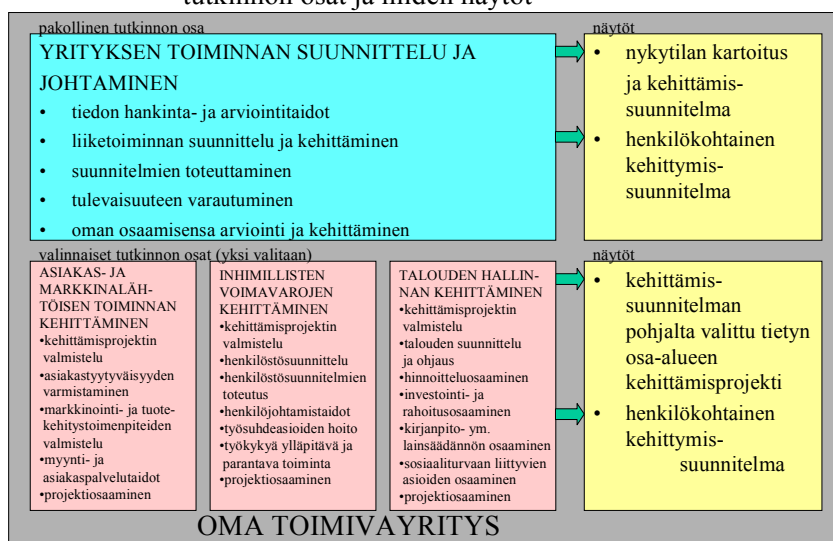 tutkinnon osat ja niiden näytöt
pakollinen tutkinnon osa
YRITYKSEN TOIMINNAN SUUNNITTELU JA
JOHTAMINEN
• tiedon hankinta- ja arviointitaidot
• liiketoiminnan suunnittelu ja kehittäminen
• suunnitelmien toteuttaminen
• tulevaisuuteen varautuminen
• oman osaamisensa arviointi ja kehittäminen
näytöt
• nykytilan kartoitus
ja kehittämis-
suunnitelma
• henkilökohtainen
kehittymis-
suunnitelma
valinnaiset tutkinnon osat (yksi valitaan)
ASIAKAS- JA
MARKKINALÄH-
TÖISEN TOIMINNAN
KEHITTÄMINEN
•kehittämisprojektin
valmistelu
•asiakastyytyväisyyden
varmistaminen
•markkinointi- ja tuote-
kehitystoimenpiteiden
valmistelu
•myynti- ja
asiakaspalvelutaidot
•projektiosaaminen
INHIMILLISTEN
VOIMAVAROJEN
KEHITTÄMINEN
•kehittämisprojektin
valmistelu
•henkilöstösuunnittelu
•henkilöstösuunnitelmien
toteutus
•henkilöjohtamistaidot
•työsuhdeasioiden hoito
•työkykyä ylläpitävä ja
parantava toiminta
•projektiosaaminen
TALOUDEN HALLIN-
NAN KEHITTÄMINEN
•kehittämisprojektin
valmistelu
•talouden suunnittelu
ja ohjaus
•hinnoitteluosaaminen
•investointi- ja
rahoitusosaaminen
•kirjanpito- ym.
lainsäädännön osaaminen
•sosiaaliturvaan liittyvien
asioiden osaaminen
•projektiosaaminen
näytöt
• kehittämis-
suunnitelman
pohjalta valittu tietyn
osa-alueen
kehittämisprojekti
• henkilökohtainen
kehittymis-
suunnitelma
OMA TOIMIVAYRITYS